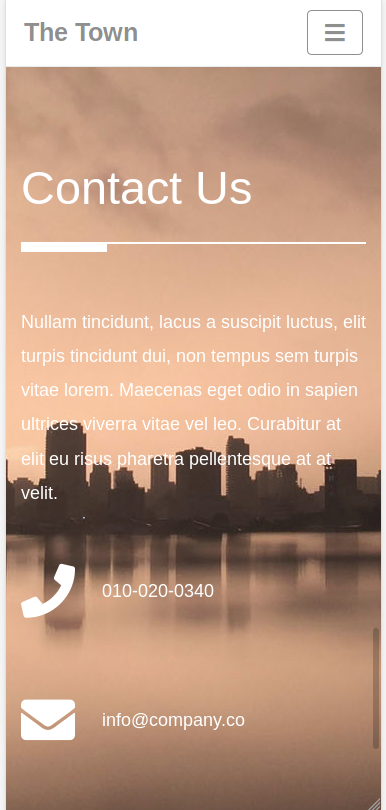 The Town
Contact Us
Nullam tincidunt, lacus a suscipit luctus, elit
turpis tincidunt dui, non tempus sem turpis
vitae lorem. Maecenas eget odio in sapien
ultrices viverra vitae vel leo. Curabitur at
elit eu risus pharetra pellentesque at at
velit.
010-020-0340
info@company.co